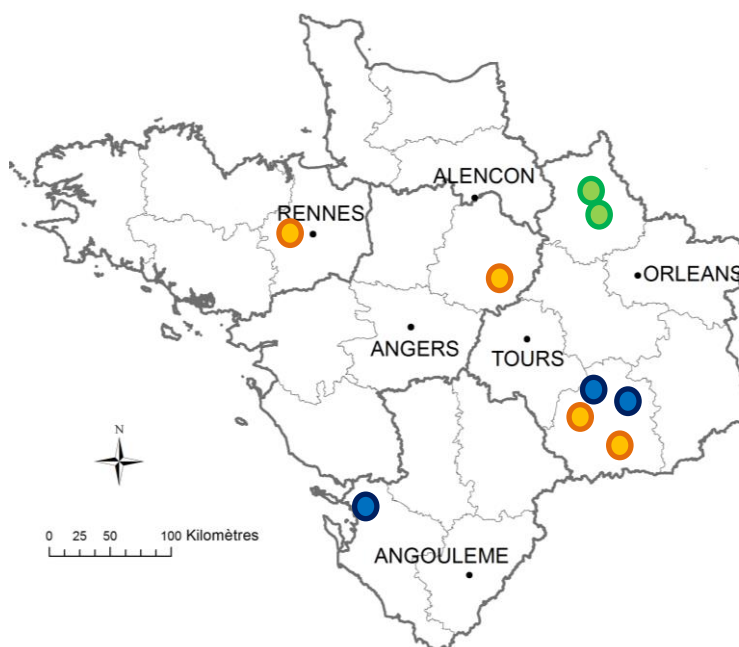 ALENCON
RENNES
ORLEANS
ANGERS
TOURS
N
0 25 50 100 Kilomètres
ANGOULEME